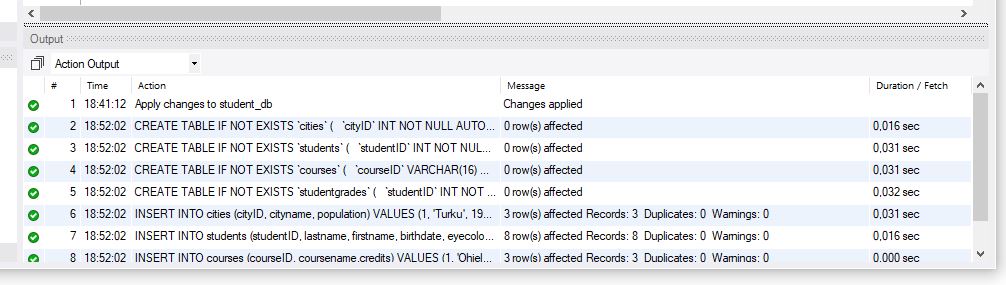 Output
Action Output
# Time Action Message Duration / Fetch
1 18:41:12 Apply changes to student_db Changes applied
2 18:52:02 CREATE TABLE IF NOT EXISTS `cities` ( `cityID` INT NOT NULL AUTO... 0 row(s) affected 0,016 sec
3 18:52:02 CREATE TABLE IF NOT EXISTS `students` ( `studentID` INT NOT NUL... 0 row(s) affected 0,031 sec
4 18:52:02 CREATE TABLE IF NOT EXISTS `courses` ( `courseID` VARCHAR(16) ... 0 row(s) affected 0,031 sec
5 18:52:02 CREATE TABLE IF NOT EXISTS `studentgrades` ( `studentID` INT NOT ... 0 row(s) affected 0,032 sec
6 18:52:02 INSERT INTO cities (cityID, cityname, population) VALUES (1, 'Turku', 19... 3 row(s) affected Records: 3 Duplicates: 0 Warnings: 0 0,031 sec
7 18:52:02 INSERT INTO students (studentID, lastname, firstname, birthdate, eyecolo... 8 row(s) affected Records: 8 Duplicates: 0 Warnings: 0 0,016 sec
8 18:52:02 INSERT INTO courses (courseID, coursename,credits) VALUES (1, 'Ohjel... 3 row(s) affected Records: 3 Duplicates: 0 Warnings: 0 0,000 sec